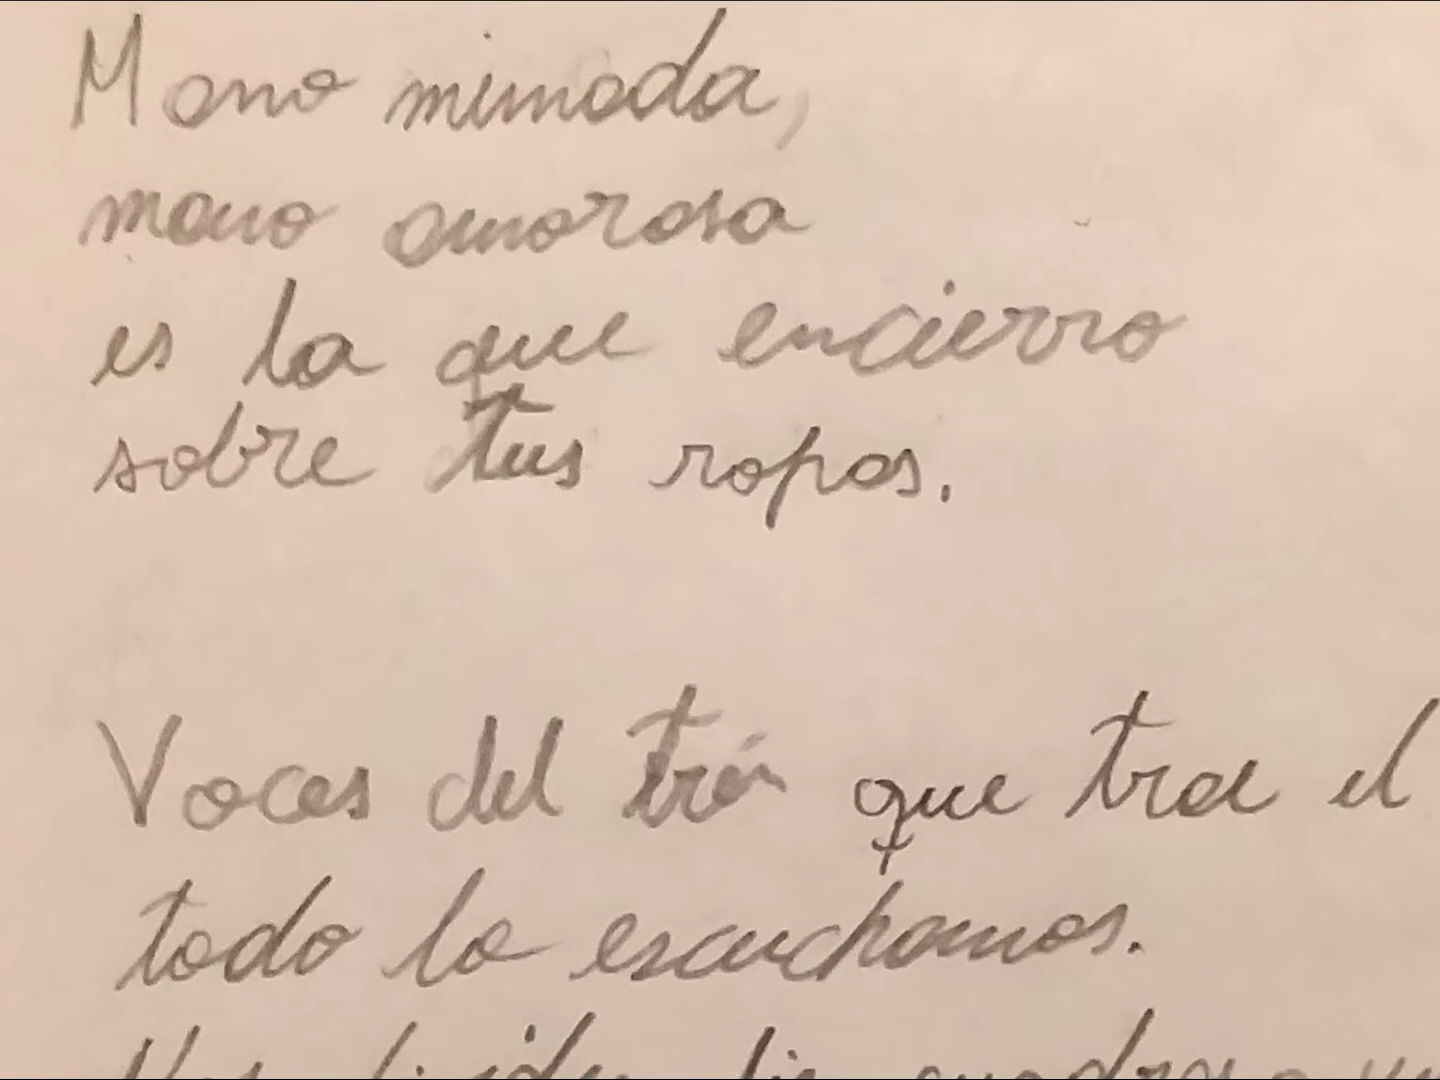 Mano mimada,
mano amorosa
es la que encierro
sobre tus ropas.
Voces del trén que trae el
todo lo escuchamos.